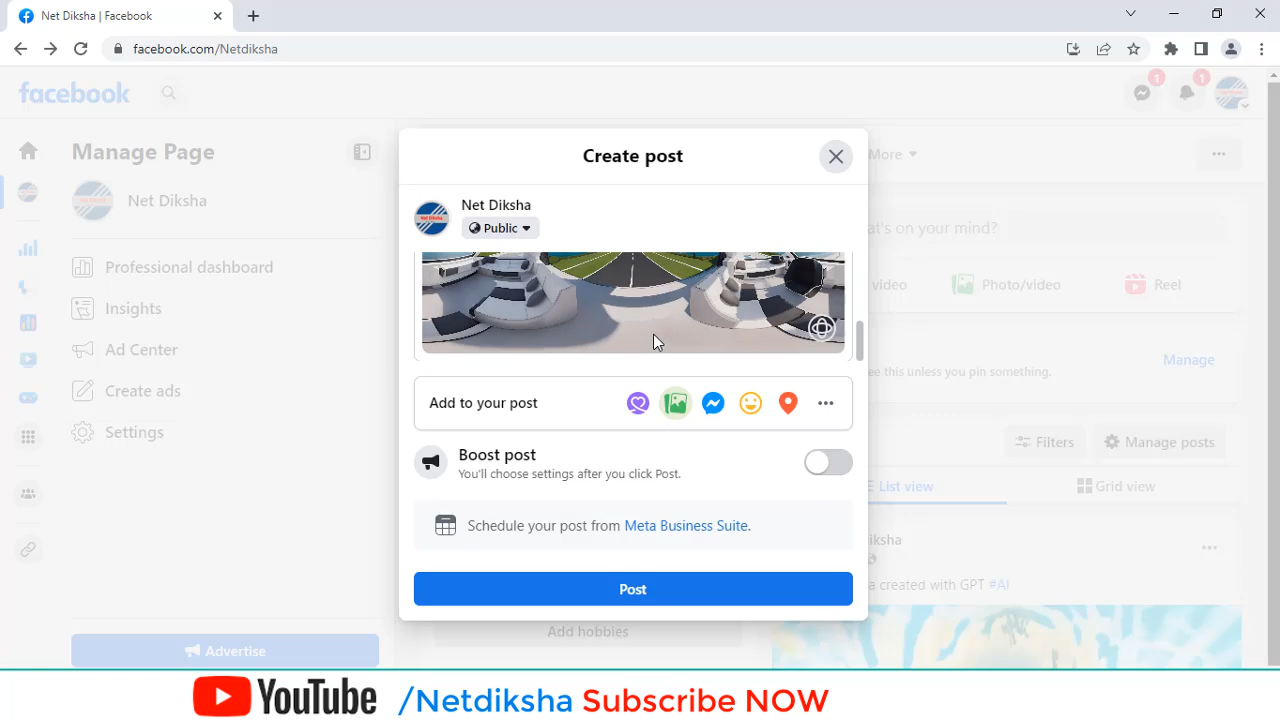 Net Diksha | Facebook
facebook.com/Netdiksha
facebook
1
1
Manage Page
Net Diksha
Professional dashboard
Insights
Ad Center
Create ads
Settings
Advertise
More
Create post
Net Diksha
Public
Add to your post
Boost post
You'll choose settings after you click Post.
Schedule your post from Meta Business Suite.
Post
Add hobbies
at's on your mind?
video
Photo/video
Reel
ee this unless you pin something.
Manage
Filters
Manage posts
List view
Grid view
iksha
a created with GPT #AI
YouTube /Netdiksha Subscribe NOW